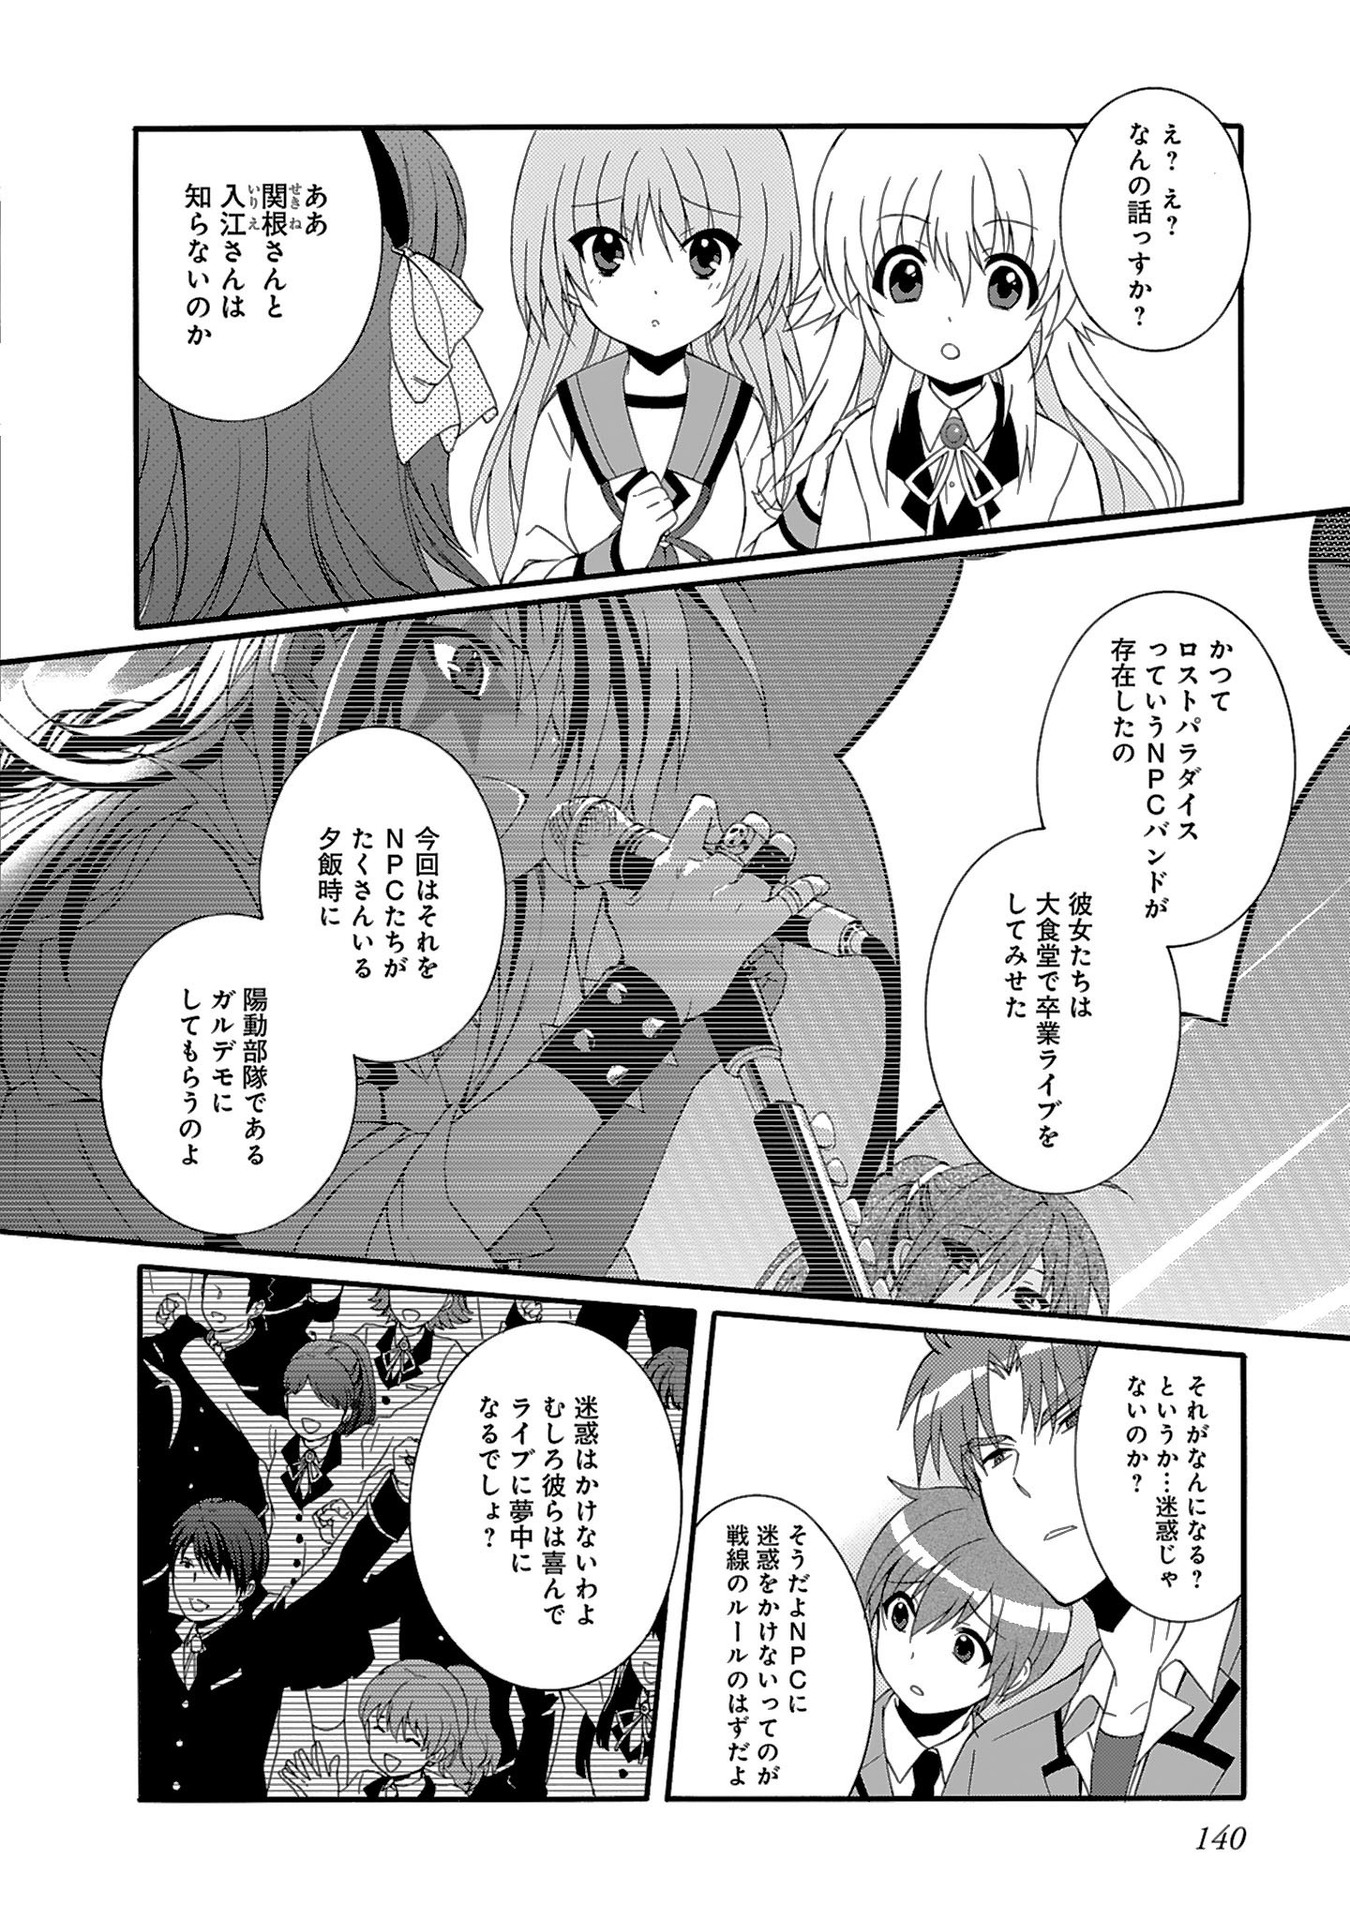 え？え？
なんの話っすか？
ああ
関根さんと
せきね
入江さんは
いりえ
知らないのか
かつて
ロストパラダイス
っていうNPCバンドが
存在したの
彼女たちは
大食堂で卒業ライブを
してみせた
今回はそれを
NPCたちが
たくさんいる
夕飯時に
陽動部隊である
ガルデモに
してもらうのよ
それがなんになる？
というか…迷惑じゃ
ないのか？
そうだよNPCに
迷惑をかけないってのが
戦線のルールのはずだよ
迷惑はかけないわよ
むしろ彼らは喜んで
ライブに夢中に
なるでしょ？
140